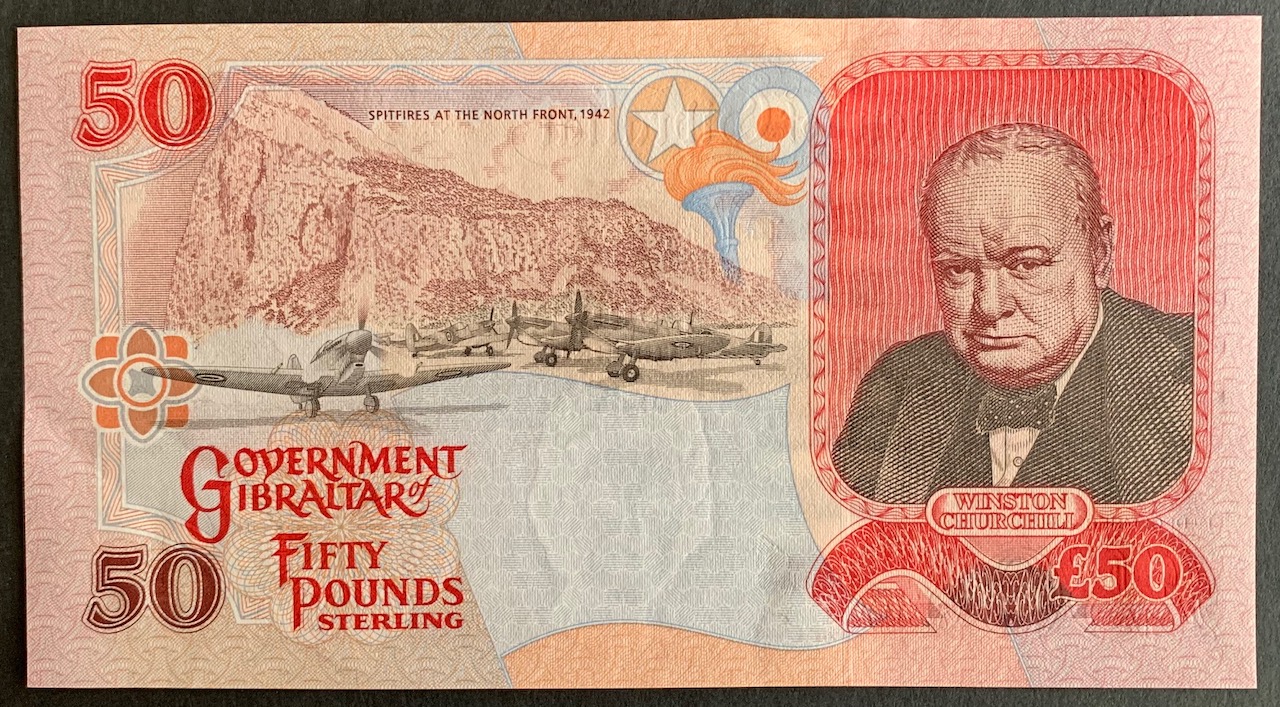 50
SPITFIRES AT THE NORTH FRONT, 1942
GOVERNMENT
GIBRALTAR of
50
FIFTY
POUNDS
STERLING
WINSTON
CHURCHILL
£50